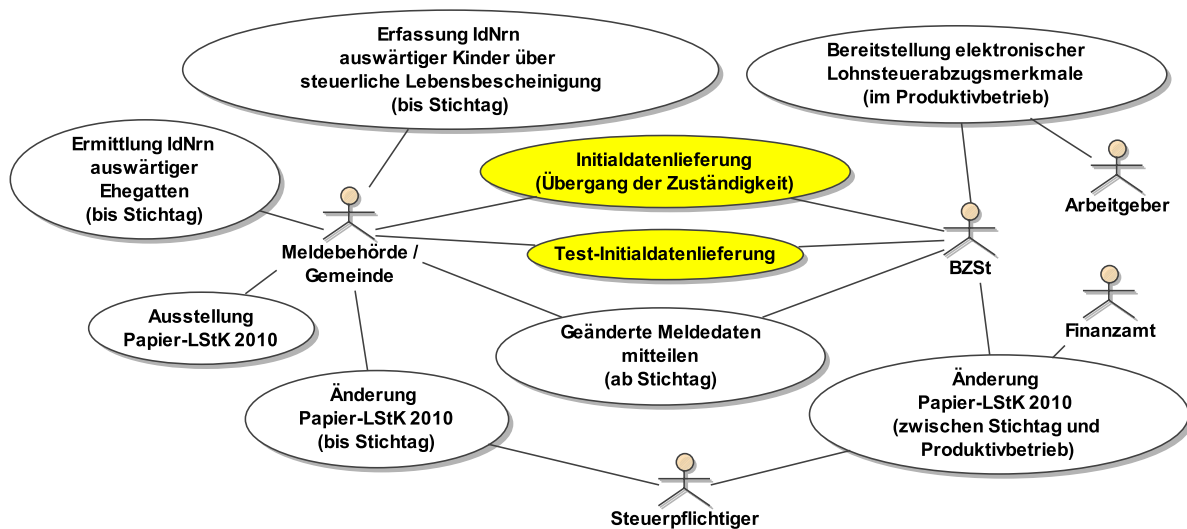 Erfassung IdNrn
auswärtiger Kinder über
steuerliche Lebensbescheinigung
(bis Stichtag)
Bereitstellung elektronischer
Lohnsteuerabzugsmerkmale
(im Produktivbetrieb)
Ermittlung IdNrn
auswärtiger
Ehegatten
(bis Stichtag)
Initialdatenlieferung
(Übergang der Zuständigkeit)
Arbeitgeber
Meldebehörde /
Gemeinde
Test-Initialdatenlieferung
BZSt
Ausstellung
Papier-LStK 2010
Geänderte Meldedaten
mitteilen
(ab Stichtag)
Finanzamt
Änderung
Papier-LStK 2010
(bis Stichtag)
Änderung
Papier-LStK 2010
(zwischen Stichtag und
Produktivbetrieb)
Steuerpflichtiger